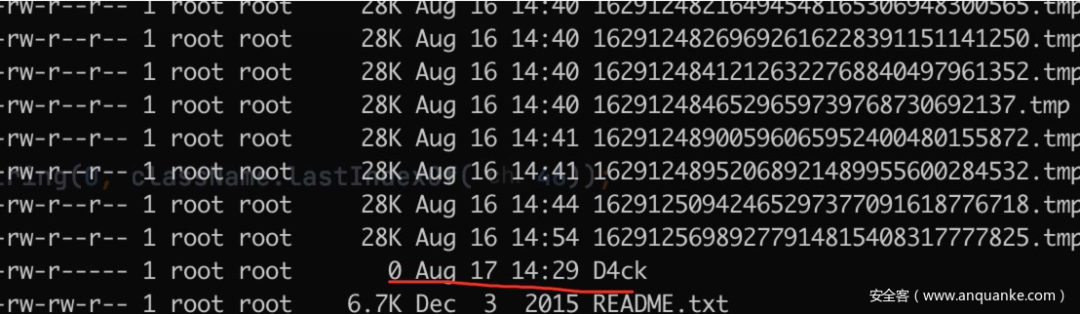 -rw-r--r-- 1 root root 28K Aug 16 14:40 16291248216494548165306948300565.tmp
-rw-r--r-- 1 root root 28K Aug 16 14:40 16291248269692616228391151141250.tmp
-rw-r--r-- 1 root root 28K Aug 16 14:40 16291248412126322768840497961352.tmp
-rw-r--r-- 1 root root 28K Aug 16 14:40 1629124846529659739768730692137.tmp
-rw-r--r-- 1 root root 28K Aug 16 14:41 16291248900596065952400480155872.tmp
-rw-r--r-- 1 root root 28K Aug 16 14:41 16291248952068921489955600284532.tmp
ring(0, className.lastIndexOf(
-rw-r--r-- 1 root root 28K Aug 16 14:44 16291250942465297377091618776718.tmp
-rw-r--r-- 1 root root 28K Aug 16 14:54 16291256989277914815408317777825.tmp
-rw-r----- 1 root root 0 Aug 17 14:29 D4ck
-rw-rw-r-- 1 root root 6.7K Dec 3 2015 README.txt
安全客（www.anquanke.com）